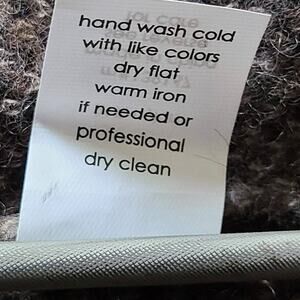 hand wash cold
with like colors
dry flat
warm iron
if needed or
professional
dry clean